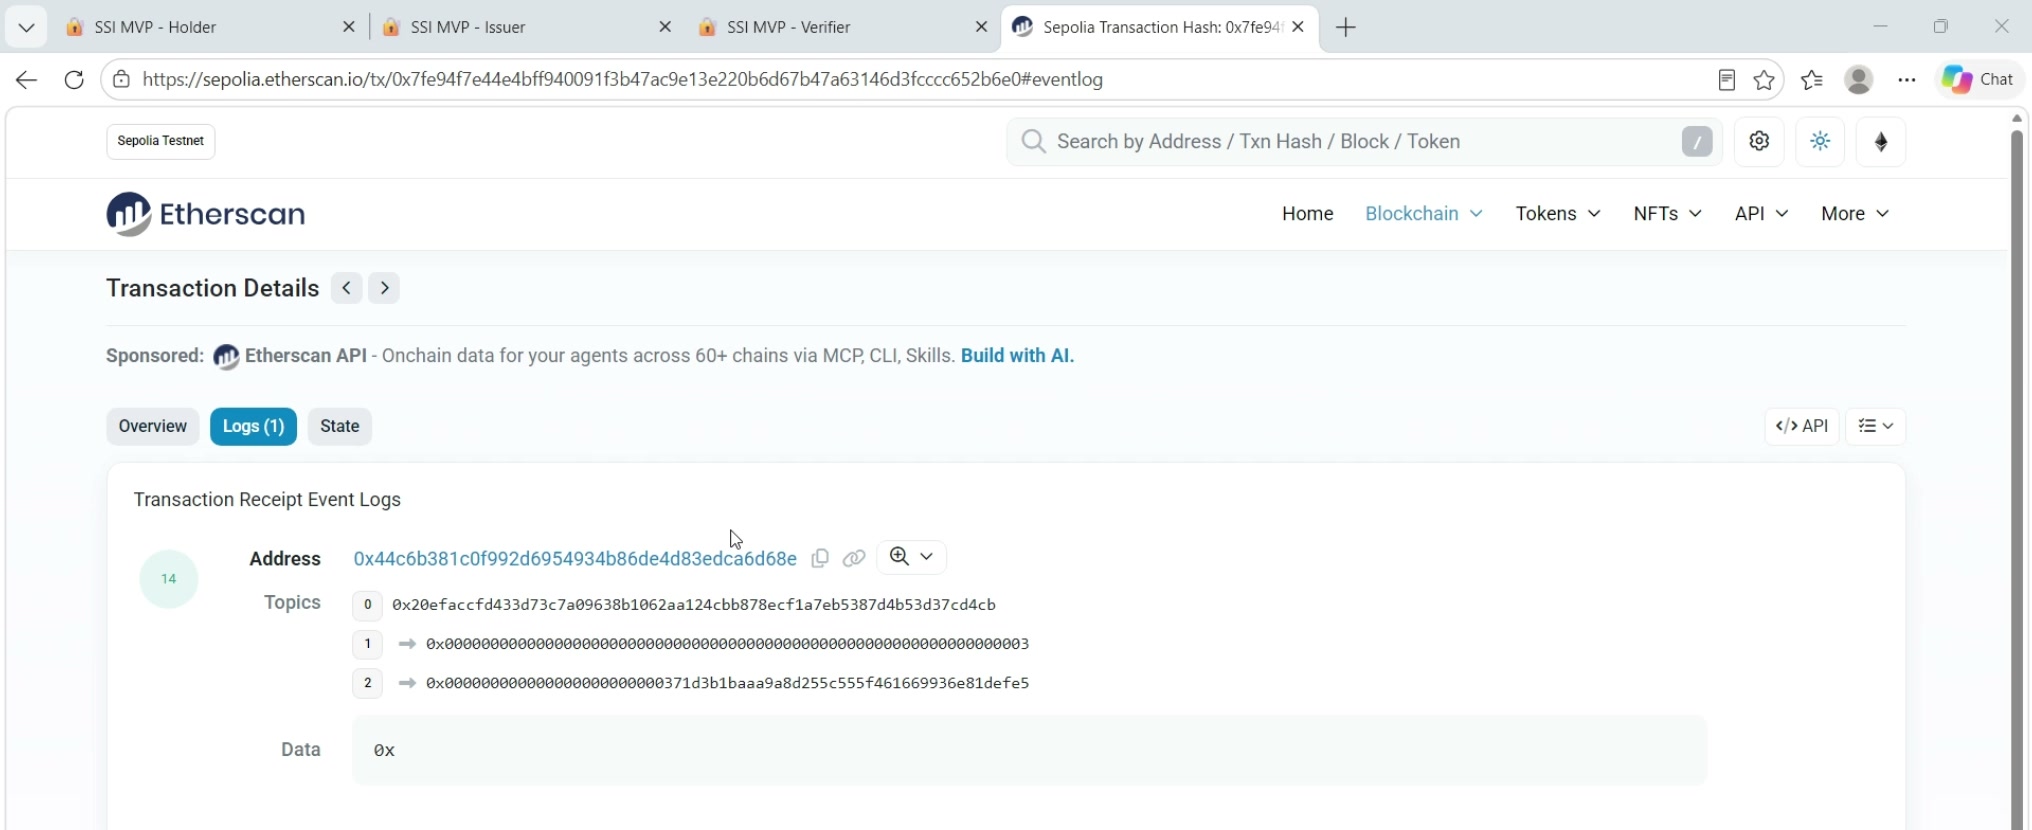 SSI MVP - Holder
SSI MVP - Issuer
SSI MVP - Verifier
Sepolia Transaction Hash: 0x7fe94f
https://sepolia.etherscan.io/tx/0x7fe94f7e44e4bff940091f3b47ac9e13e220b6d67b47a63146d3fcccc652b6e0#eventlog
Chat
Sepolia Testnet
Search by Address / Txn Hash / Block / Token
/
Etherscan
Home
Blockchain
Tokens
NFTs
API
More
Transaction Details
Sponsored: Etherscan API - Onchain data for your agents across 60+ chains via MCP, CLI, Skills. Build with AI.
Overview
Logs (1)
State
</> API
Transaction Receipt Event Logs
14
Address
0x44c6b381c0f992d6954934b86de4d83edca6d68e
Topics
0 0x20efaccfd433d73c7a09638b1062aa124cbb878ecf1a7eb5387d4b53d37cd4cb
1 0x0000000000000000000000000000000000000000000000000000000000000003
2 0x000000000000000000000000371d3b1baaa9a8d255c555f461669936e81defe5
Data
0x